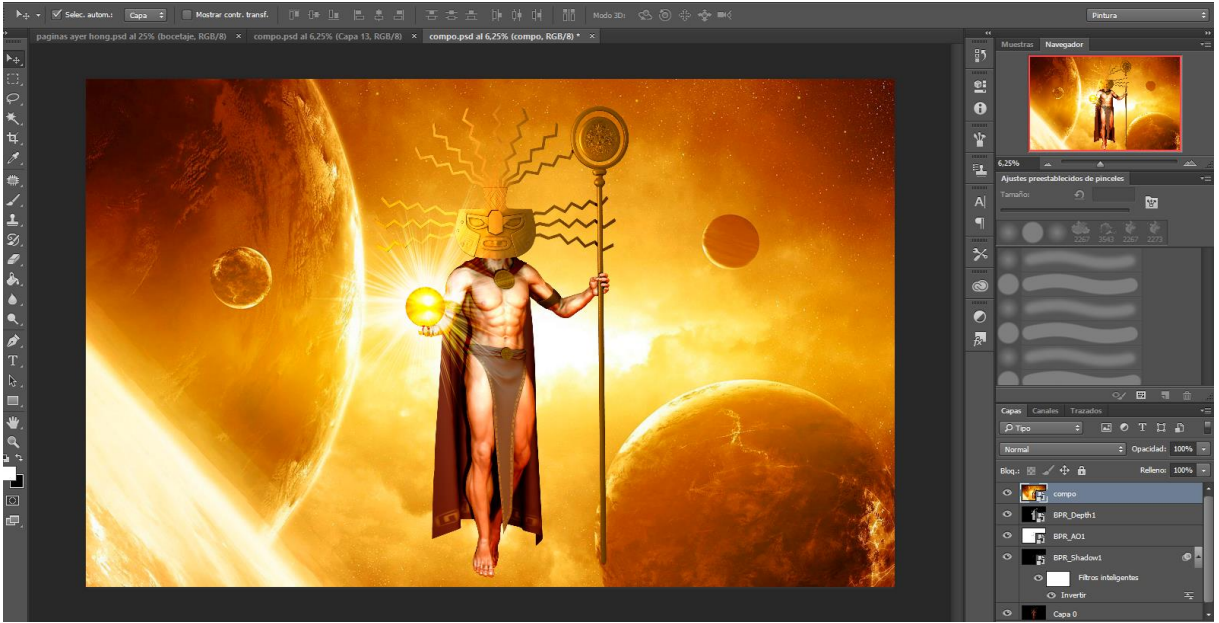 Selec. autom.: Capa Mostrar contr. transf. Modo 3D: Pintura
paginas ayer hong.psd al 25% (bocetaje, RGB/8) × compo.psd al 6,25% (Capa 13, RGB/8) × compo.psd al 6,25% (compo, RGB/8) * ×
Muestras Navegador
6,25%
Ajustes preestablecidos de pinceles
Tamaño:
2267 3543 2267 2273
Capas Canales Trazados
Tipo
Normal Opacidad: 100%
Bloq.: Relleno: 100%
compo
BPR_Depth1
BPR_AO1
BPR_Shadow1
Filtros inteligentes
Invertir
Capa 0